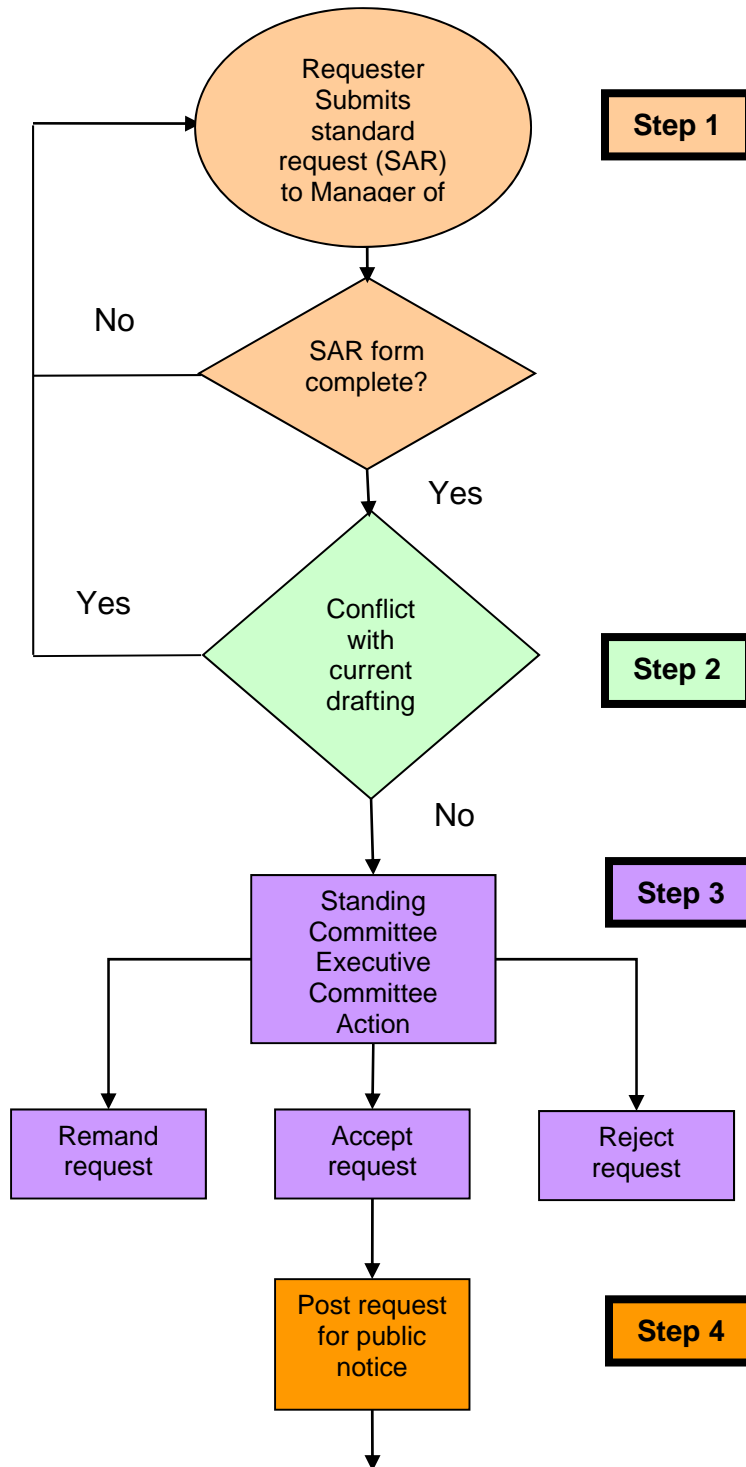 Requester
Submits
standard
request (SAR)
to Manager of
Step 1
No
SAR form
complete?
Yes
Yes
Conflict
with
current
drafting
Step 2
No
Standing
Committee
Executive
Committee
Action
Step 3
Remand
request
Accept
request
Reject
request
Post request
for public
notice
Step 4